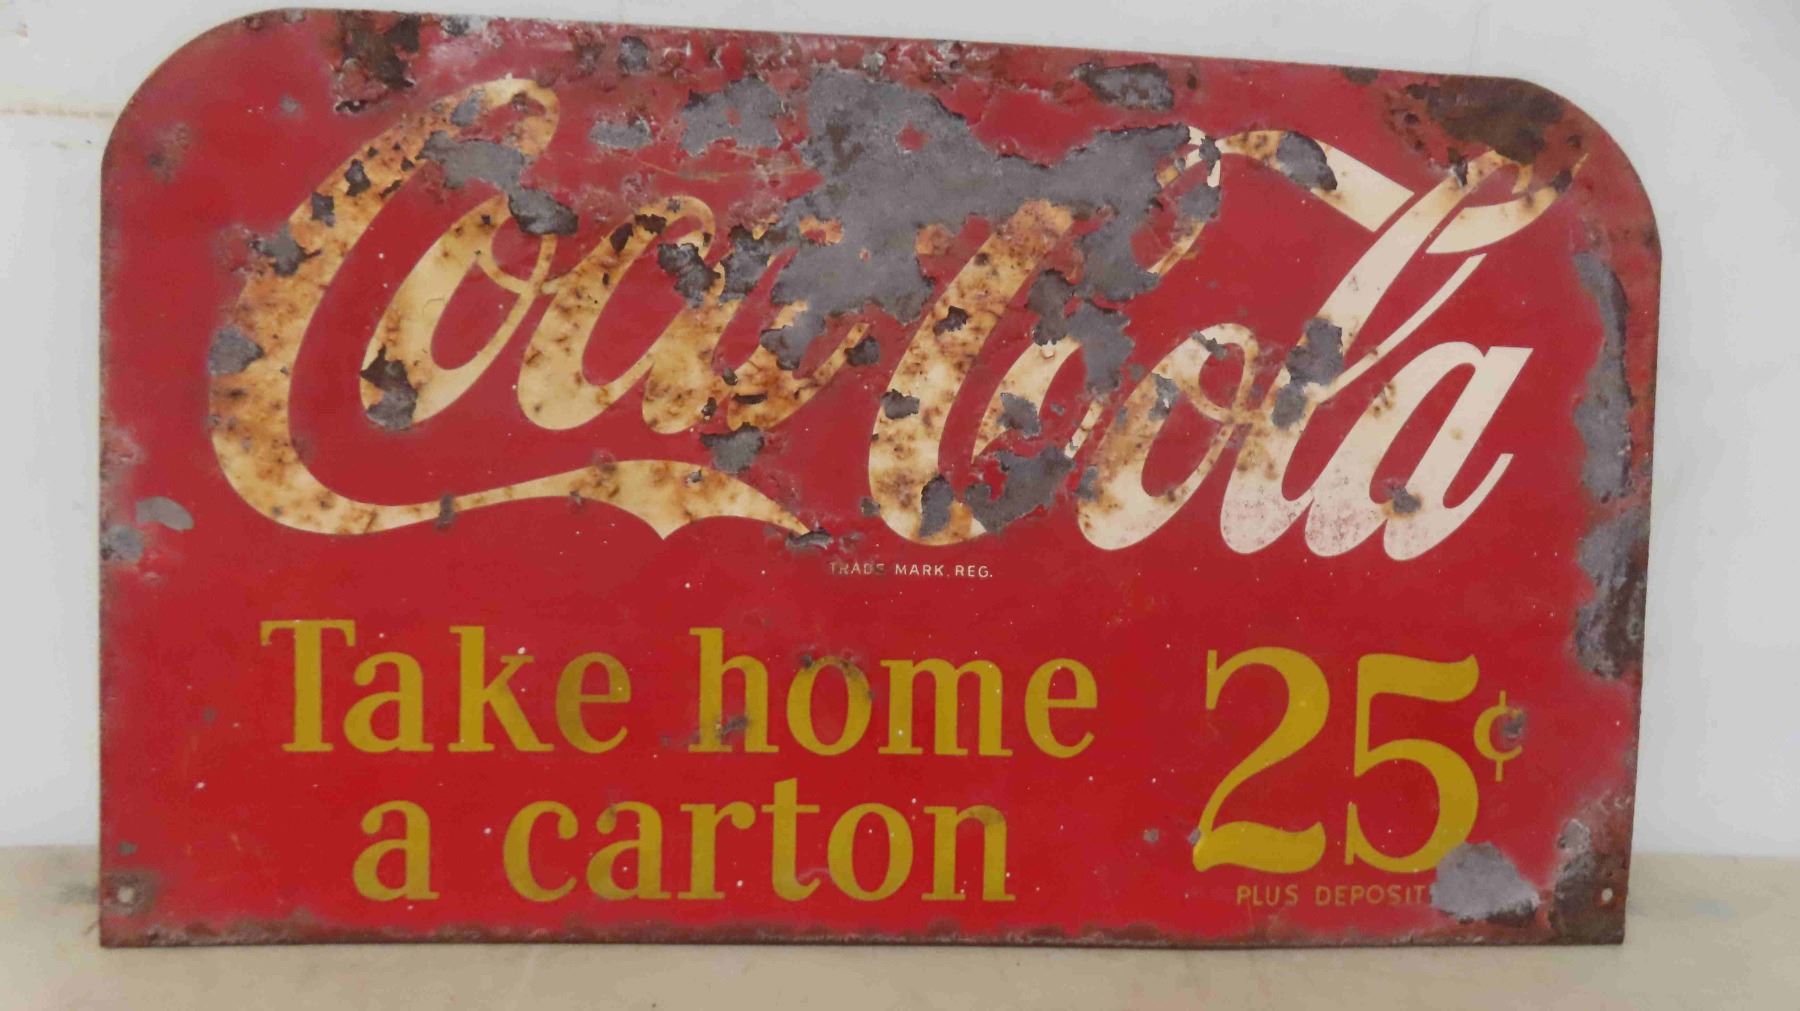 Coca-Cola
TRADE MARK. REG.
Take home
a carton
25¢
PLUS DEPOSIT